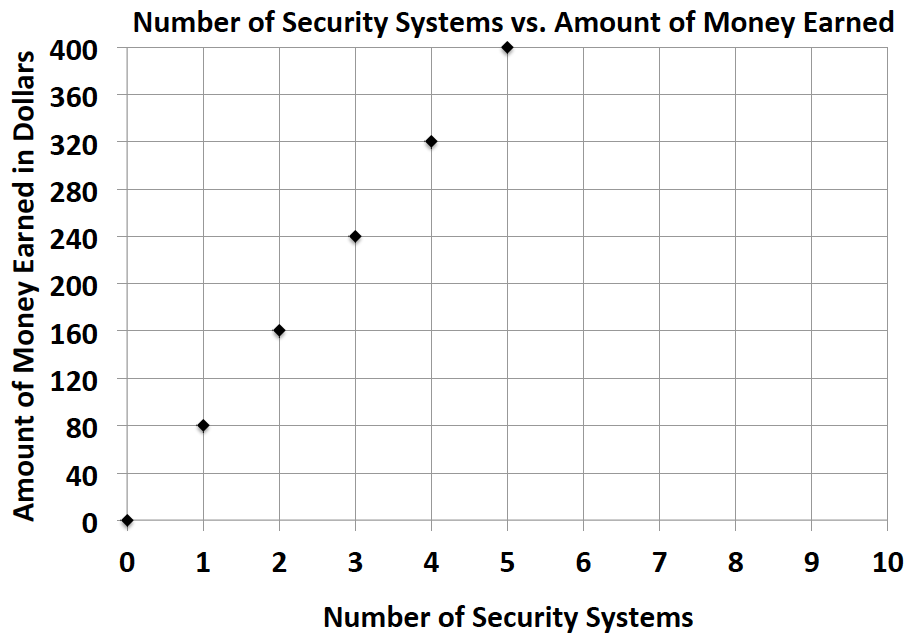 Number of Security Systems vs. Amount of Money Earned
Amount of Money Earned in Dollars
400
360
320
280
240
200
160
120
80
40
0
0 1 2 3 4 5 6 7 8 9 10
Number of Security Systems